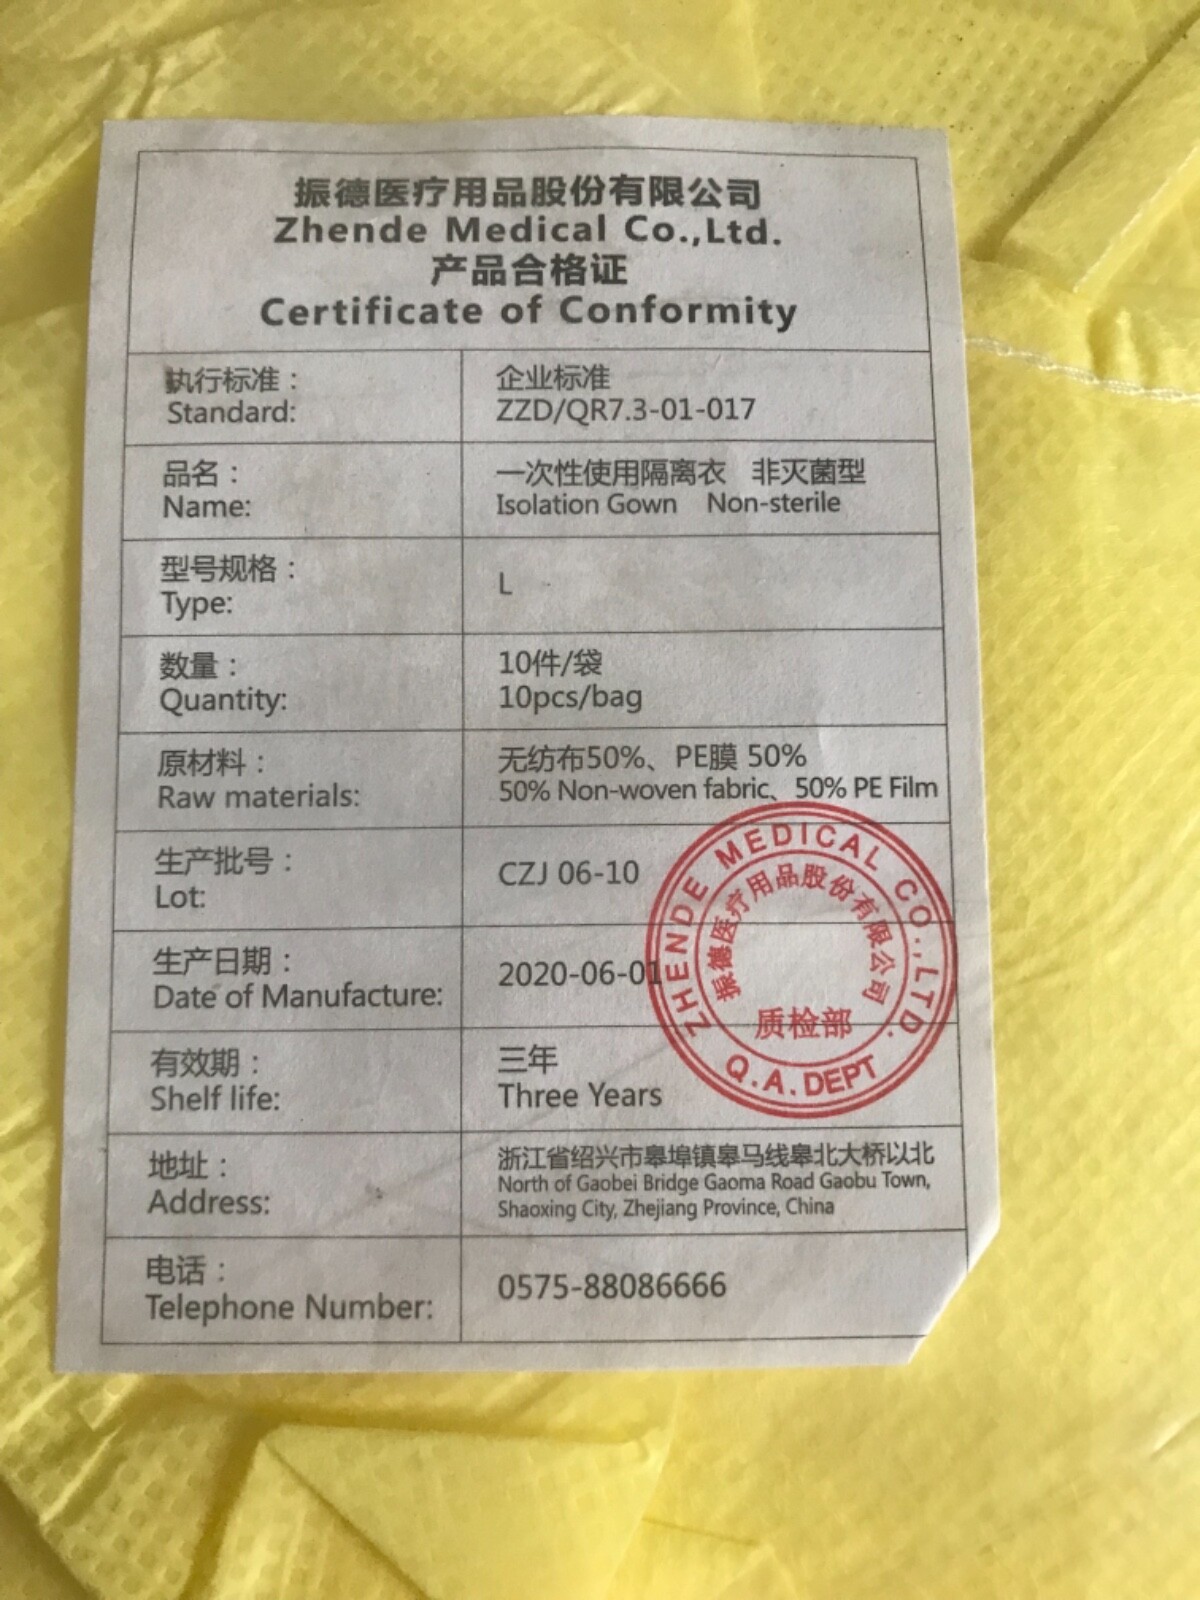 振德医疗用品股份有限公司
Zhende Medical Co.,Ltd.
产品合格证
Certificate of Conformity
执行标准：
Standard:
企业标准
ZZD/QR7.3-01-017
品名：
Name:
一次性使用隔离衣 非灭菌型
Isolation Gown Non-sterile
型号规格：
Type:
L
数量：
Quantity:
10件/袋
10pcs/bag
原材料：
Raw materials:
无纺布50%、PE膜 50%
50% Non-woven fabric、50% PE Film
生产批号：
Lot:
CZJ 06-10
生产日期：
Date of Manufacture:
2020-06-01
有效期：
Shelf life:
三年
Three Years
ZHENDE MEDICAL CO.,LTD.
振德医疗用品股份有限公司
质检部
Q.A.DEPT
地址：
Address:
浙江省绍兴市皋埠镇皋马线皋北大桥以北
North of Gaobei Bridge Gaoma Road Gaobu Town,
Shaoxing City, Zhejiang Province, China
电话：
Telephone Number:
0575-88086666